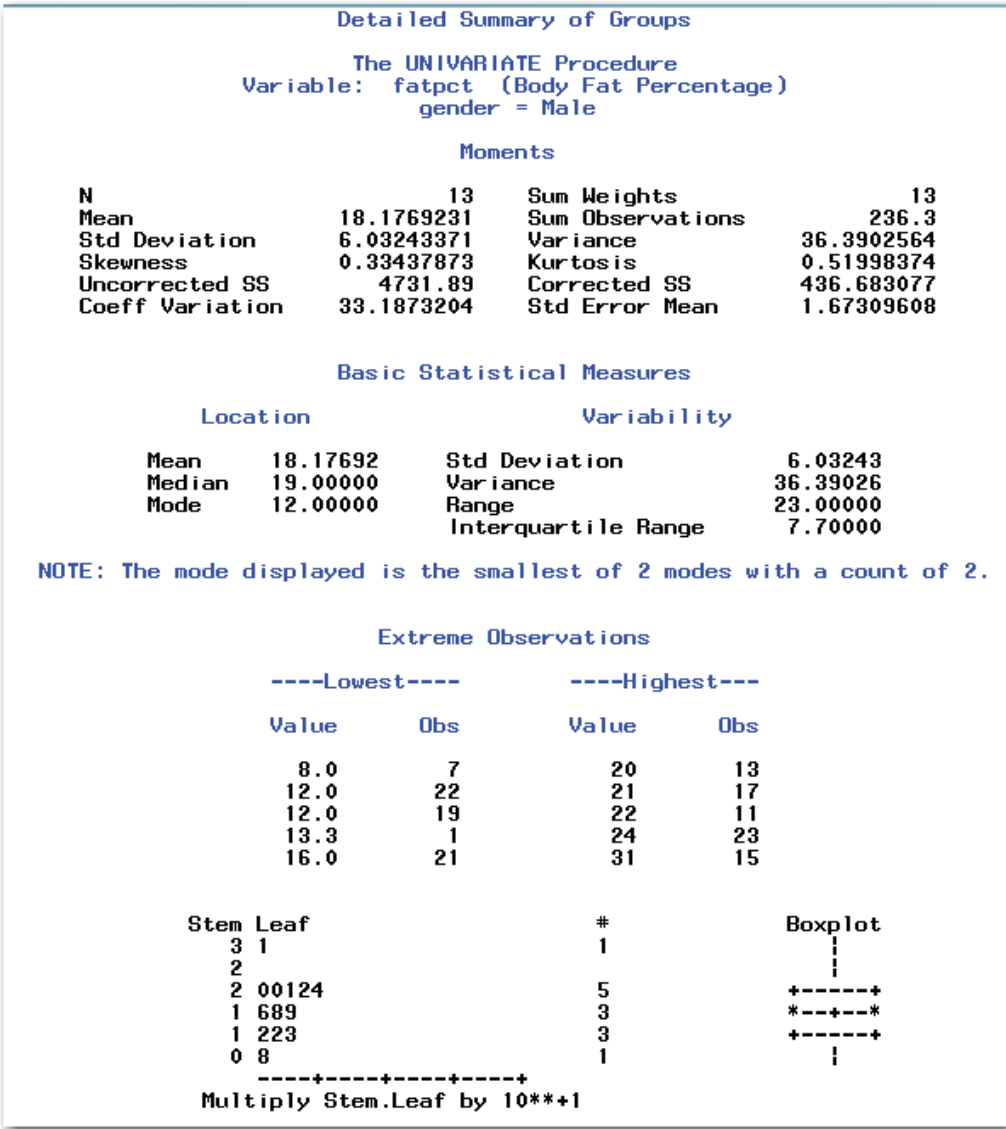 Detailed Summary of Groups
The UNIVARIATE Procedure
Variable: fatpct (Body Fat Percentage)
gender = Male
Moments
N 13 Sum Weights 13
Mean 18.1769231 Sum Observations 236.3
Std Deviation 6.03243371 Variance 36.3902564
Skewness 0.33437873 Kurtosis 0.51998374
Uncorrected SS 4731.89 Corrected SS 436.683077
Coeff Variation 33.1873204 Std Error Mean 1.67309608
Basic Statistical Measures
Location Variability
Mean 18.17692 Std Deviation 6.03243
Median 19.00000 Variance 36.39026
Mode 12.00000 Range 23.00000
Interquartile Range 7.70000
NOTE: The mode displayed is the smallest of 2 modes with a count of 2.
Extreme Observations
----Lowest---- ----Highest---
Value Obs Value Obs
8.0 7 20 13
12.0 22 21 17
12.0 19 22 11
13.3 1 24 23
16.0 21 31 15
Stem Leaf # Boxplot
3 1 1 |
2 |
2 00124 5 +-----+
1 689 3 *--+--*
1 223 3 +-----+
0 8 1 |
----+----+----+----+
Multiply Stem.Leaf by 10**+1